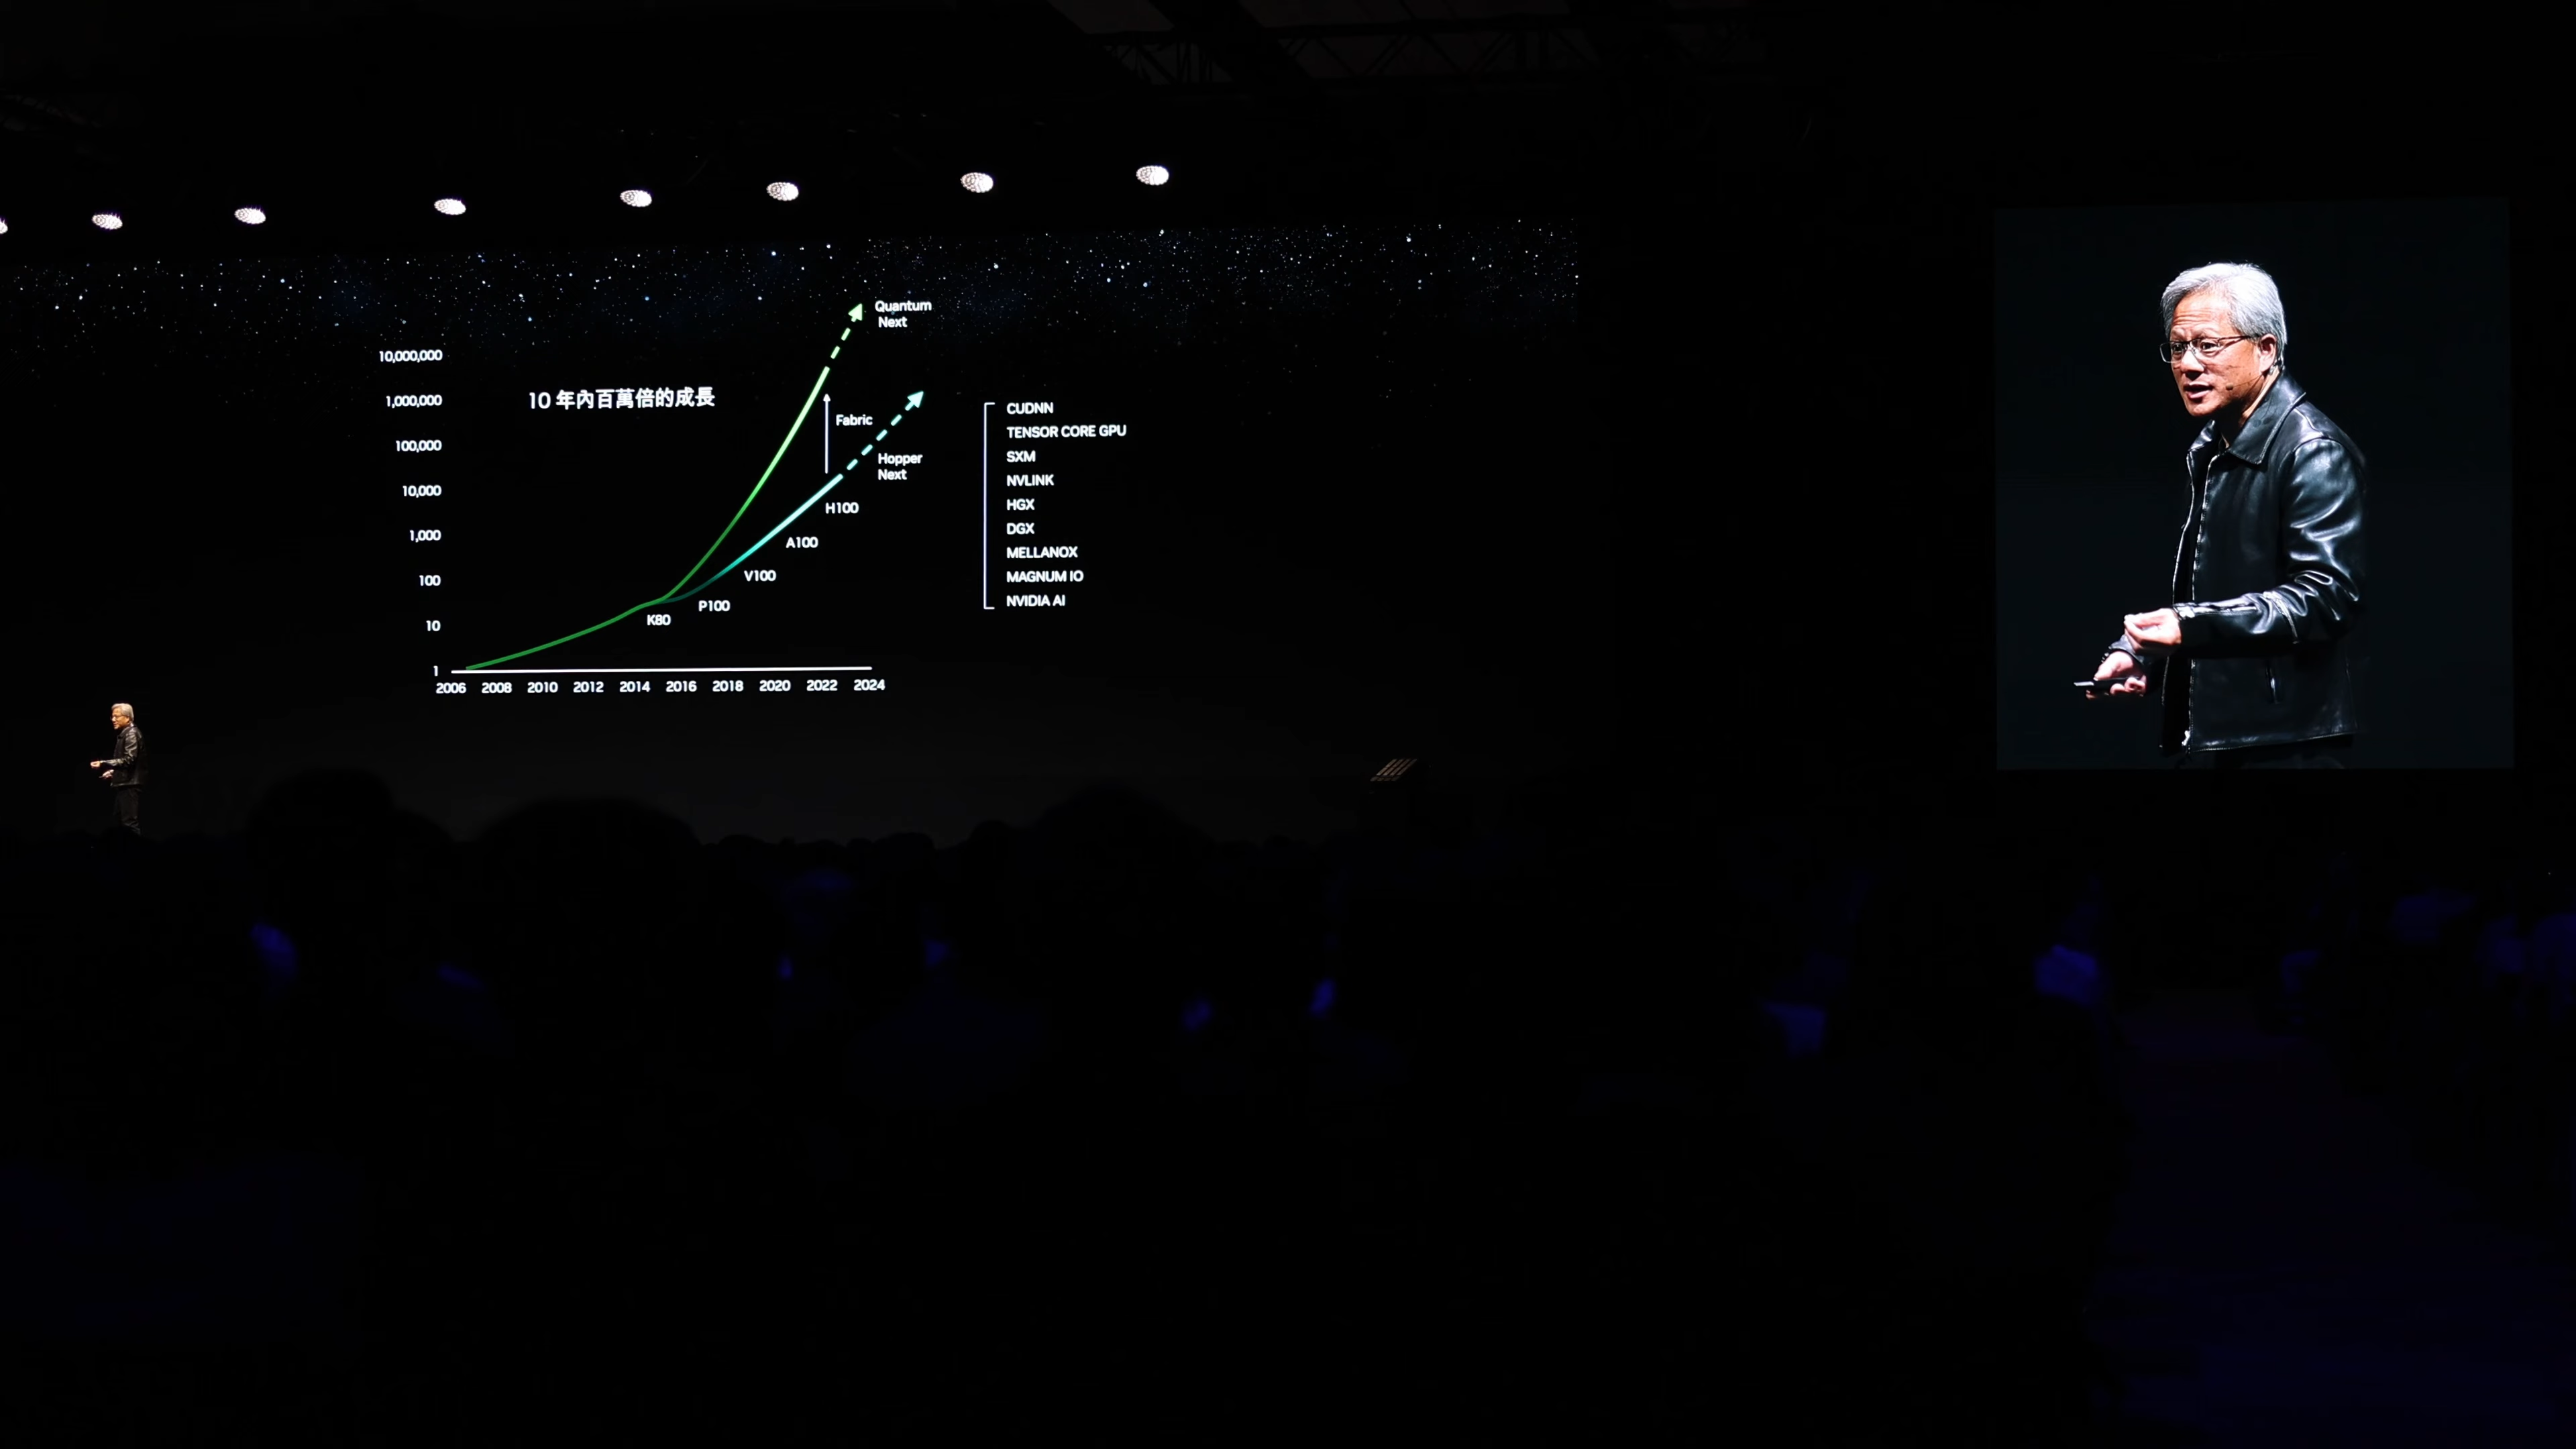 10 年內百萬倍的成長
10,000,000
1,000,000
100,000
10,000
1,000
100
10
1
2006 2008 2010 2012 2014 2016 2018 2020 2022 2024
Quantum
Next
Fabric
Hopper
Next
H100
A100
V100
P100
K80
CUDNN
TENSOR CORE GPU
SXM
NVLINK
HGX
DGX
MELLANOX
MAGNUM IO
NVIDIA AI